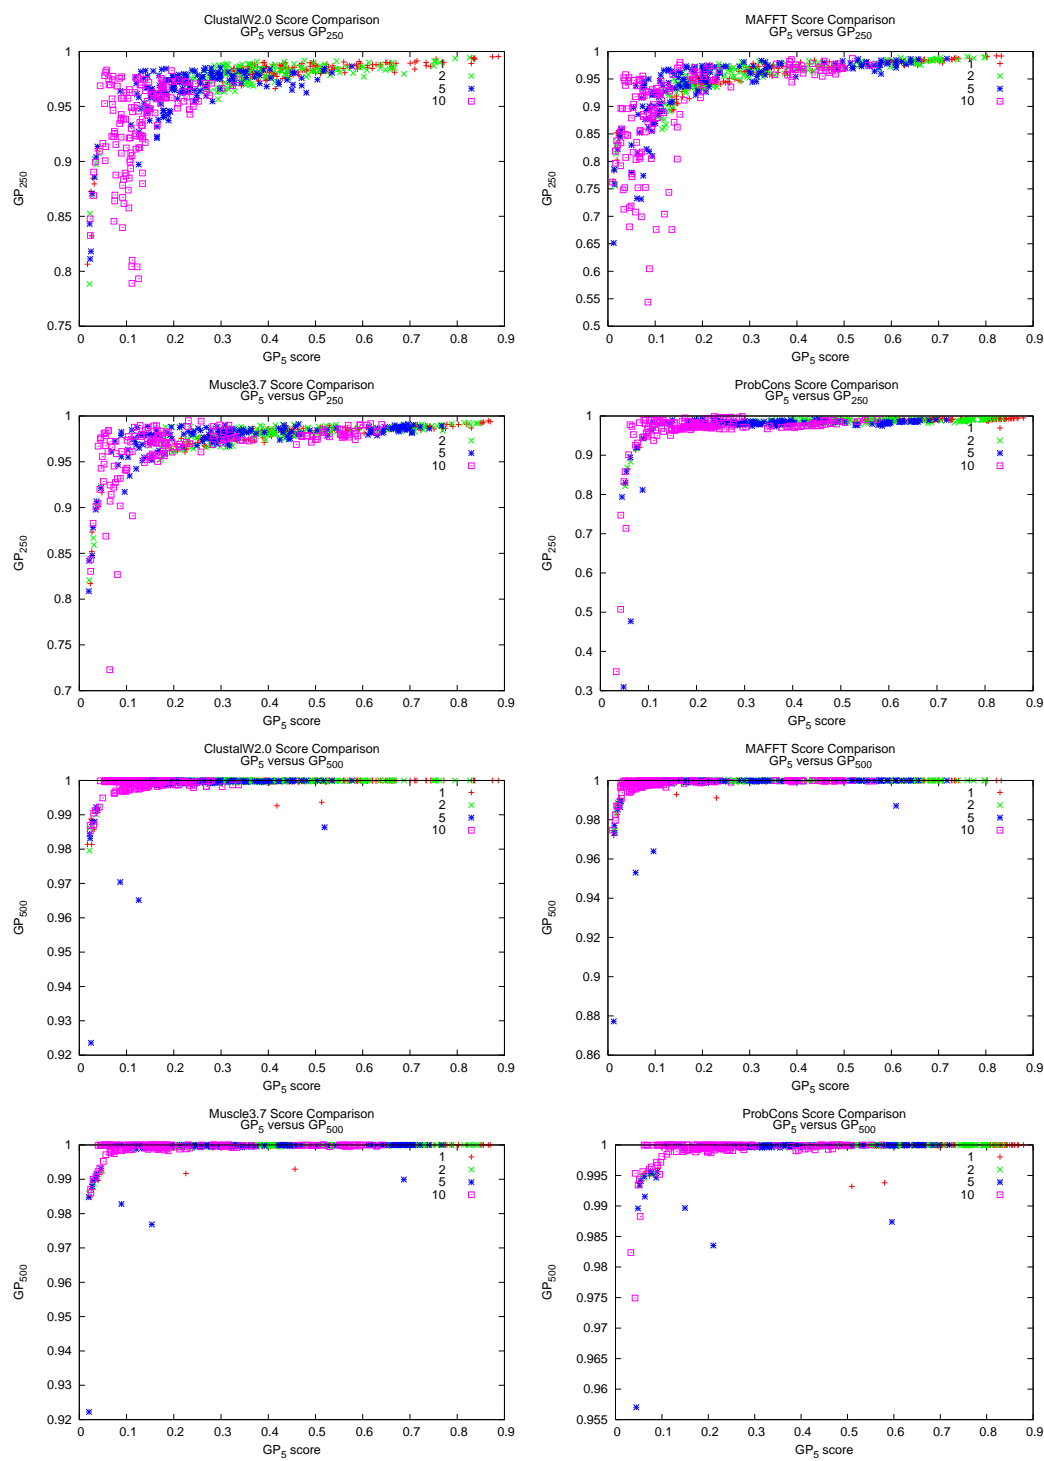 ClustalW2.0 Score Comparison
GP5 versus GP250
1
0.95
0.9
0.85
0.8
0.75
0 0.1 0.2 0.3 0.4 0.5 0.6 0.7 0.8 0.9
GP250
GP5 score
1
2
5
10
MAFFT Score Comparison
GP5 versus GP250
1
0.95
0.9
0.85
0.8
0.75
0.7
0.65
0.6
0.55
0.5
0 0.1 0.2 0.3 0.4 0.5 0.6 0.7 0.8 0.9
GP250
GP5 score
1
2
5
10
Muscle3.7 Score Comparison
GP5 versus GP250
1
0.95
0.9
0.85
0.8
0.75
0.7
0 0.1 0.2 0.3 0.4 0.5 0.6 0.7 0.8 0.9
GP250
GP5 score
1
2
5
10
ProbCons Score Comparison
GP5 versus GP250
1
0.9
0.8
0.7
0.6
0.5
0.4
0.3
0 0.1 0.2 0.3 0.4 0.5 0.6 0.7 0.8 0.9
GP250
GP5 score
1
2
5
10
ClustalW2.0 Score Comparison
GP5 versus GP500
1
0.99
0.98
0.97
0.96
0.95
0.94
0.93
0.92
0 0.1 0.2 0.3 0.4 0.5 0.6 0.7 0.8 0.9
GP500
GP5 score
1
2
5
10
MAFFT Score Comparison
GP5 versus GP500
1
0.98
0.96
0.94
0.92
0.9
0.88
0.86
0 0.1 0.2 0.3 0.4 0.5 0.6 0.7 0.8 0.9
GP500
GP5 score
1
2
5
10
Muscle3.7 Score Comparison
GP5 versus GP500
1
0.99
0.98
0.97
0.96
0.95
0.94
0.93
0.92
0 0.1 0.2 0.3 0.4 0.5 0.6 0.7 0.8 0.9
GP500
GP5 score
1
2
5
10
ProbCons Score Comparison
GP5 versus GP500
1
0.995
0.99
0.985
0.98
0.975
0.97
0.965
0.96
0.955
0 0.1 0.2 0.3 0.4 0.5 0.6 0.7 0.8 0.9
GP500
GP5 score
1
2
5
10